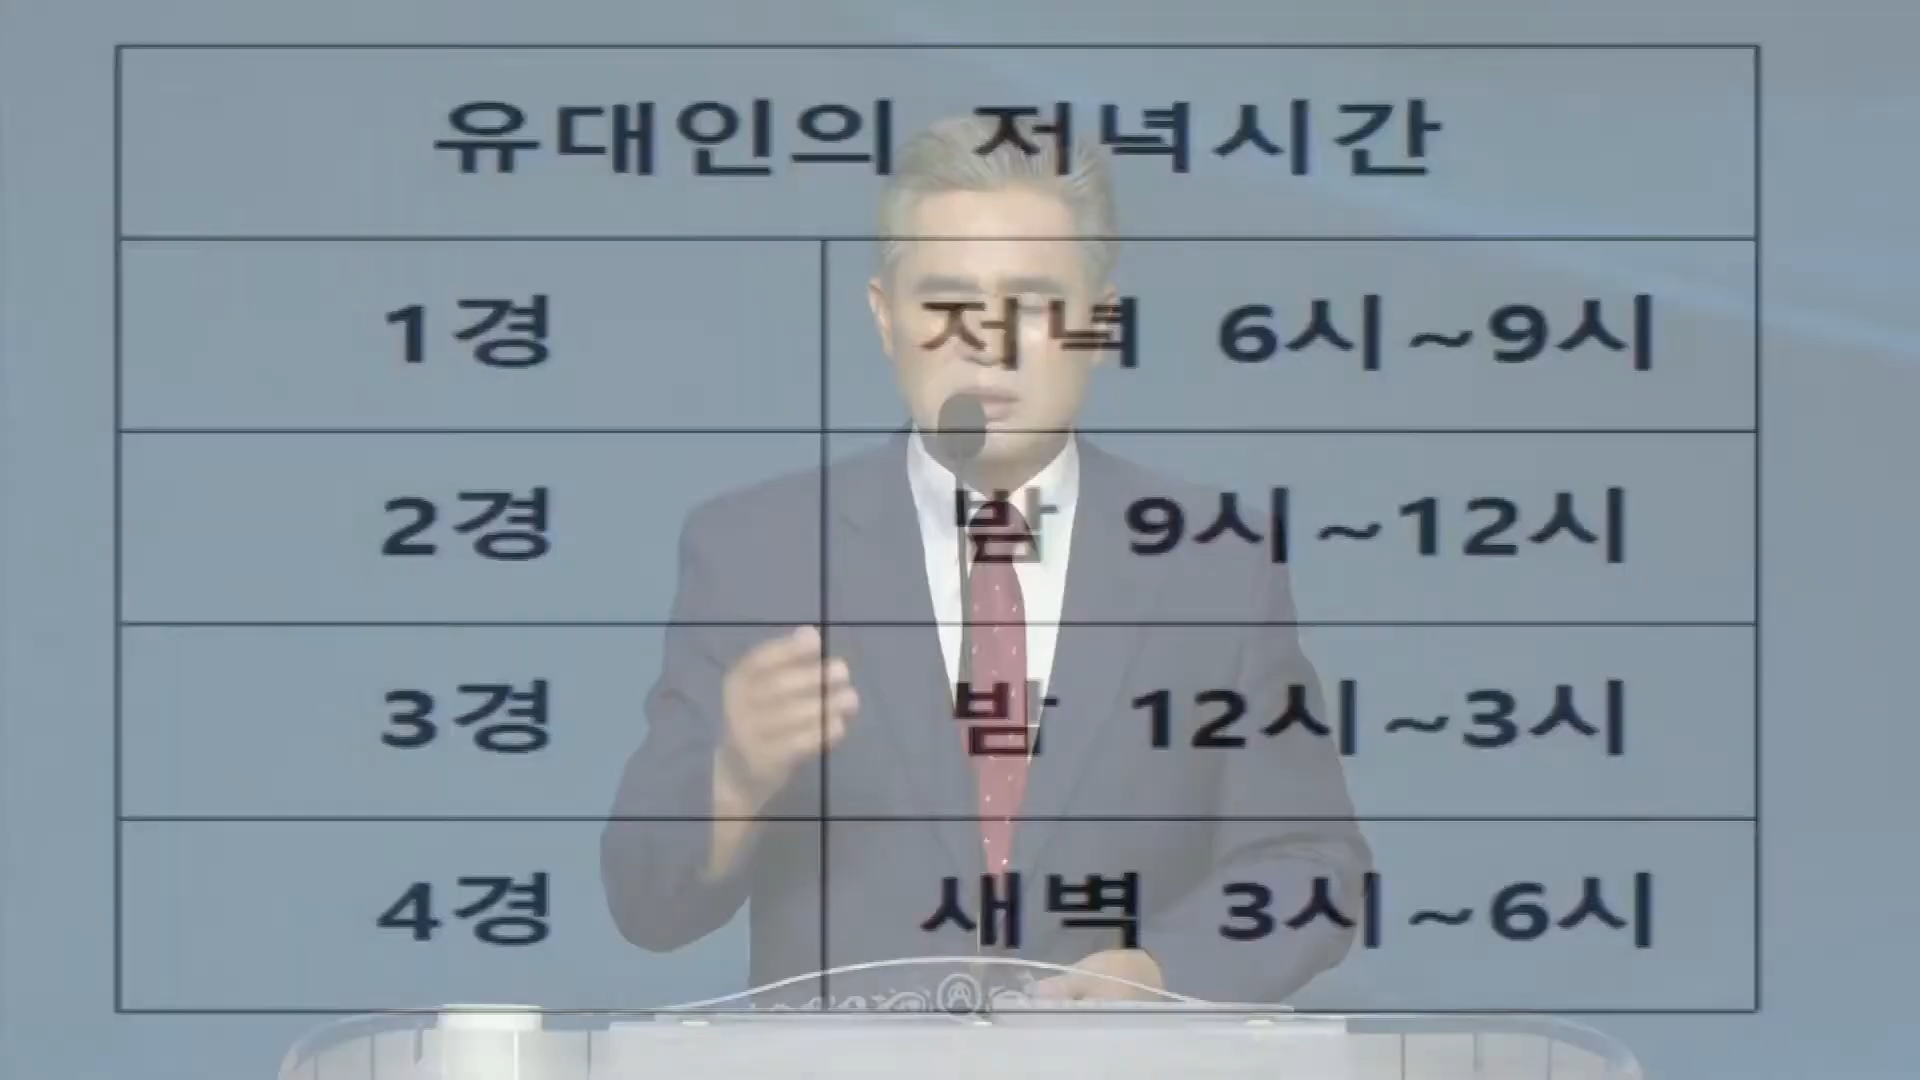 유대인의 저녁시간
1경 저녁 6시~9시
2경 밤 9시~12시
3경 밤 12시~3시
4경 새벽 3시~6시